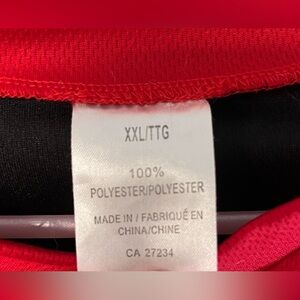 XXL/TTG
100%
POLYESTER/POLYESTER
MADE IN / FABRIQUÉ EN
CHINA/CHINE
CA 27234